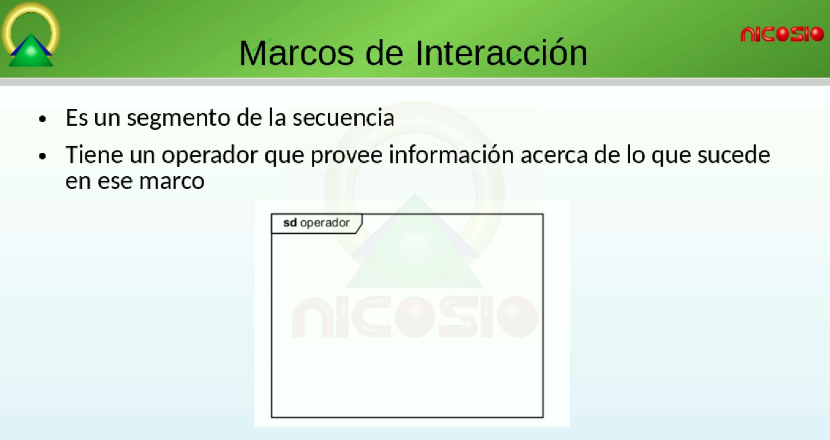 Marcos de Interacción
NICOSIO
• Es un segmento de la secuencia
• Tiene un operador que provee información acerca de lo que sucede
en ese marco
sd operador
NICOSIO